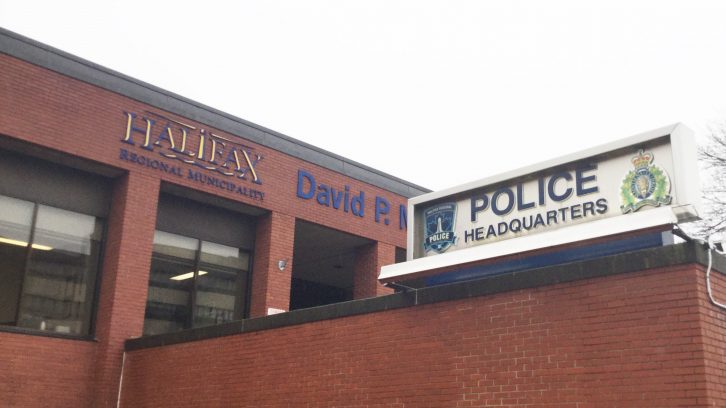 HALIFAX
REGIONAL MUNICIPALITY
David P.
POLICE
HEADQUARTERS
POLICE